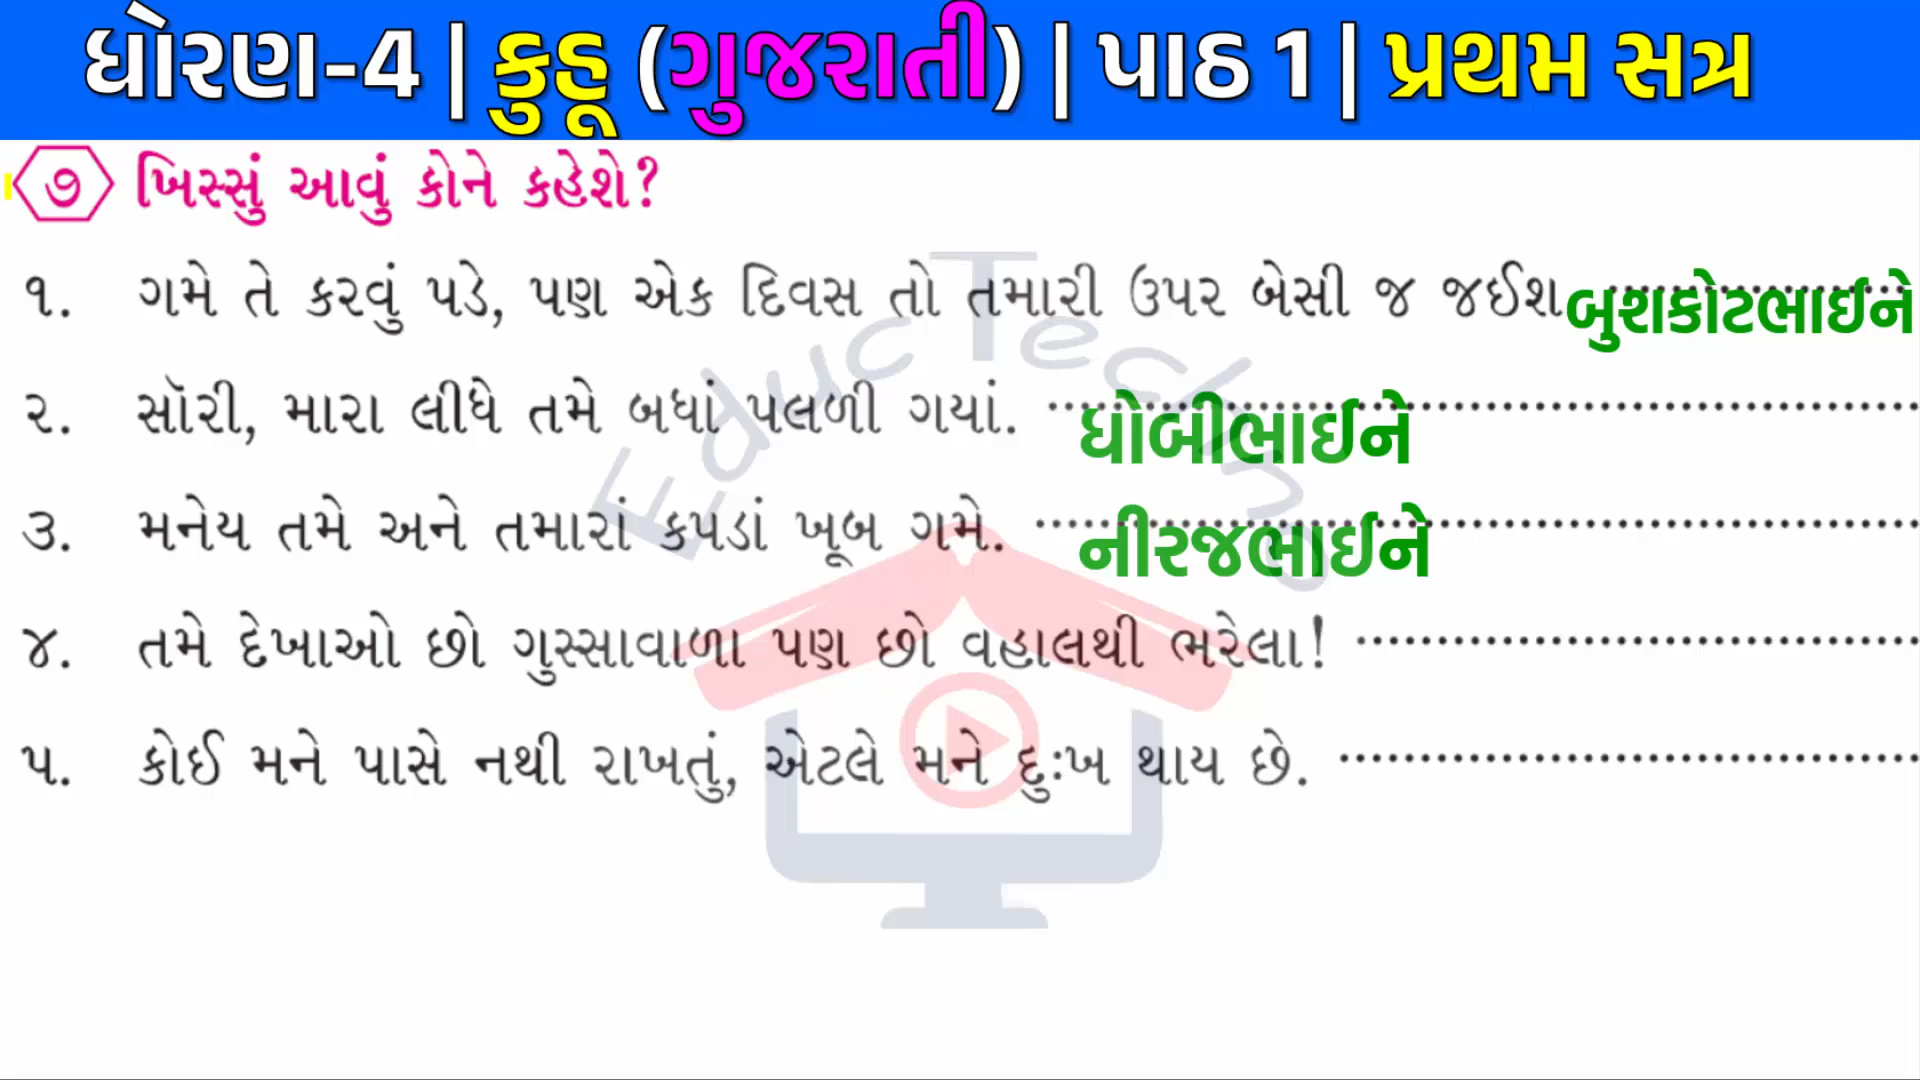 ધોરણ-4 | કુહૂ (ગુજરાતી) | પાઠ 1 | પ્રથમ સત્ર
૭ ખિસ્સું આવું કોને કહેશે?
૧. ગમે તે કરવું પડે, પણ એક દિવસ તો તમારી ઉપર બેસી જ જઈશ બુશકોટભાઈને
૨. સૉરી, મારા લીધે તમે બધાં પલળી ગયાં. ધોબીભાઈને
૩. મનેય તમે અને તમારાં કપડાં ખૂબ ગમે. નીરજભાઈને
૪. તમે દેખાઓ છો ગુસ્સાવાળા પણ છો વહાલથી ભરેલા!
૫. કોઈ મને પાસે નથી રાખતું, એટલે મને દુઃખ થાય છે.
EducTechno